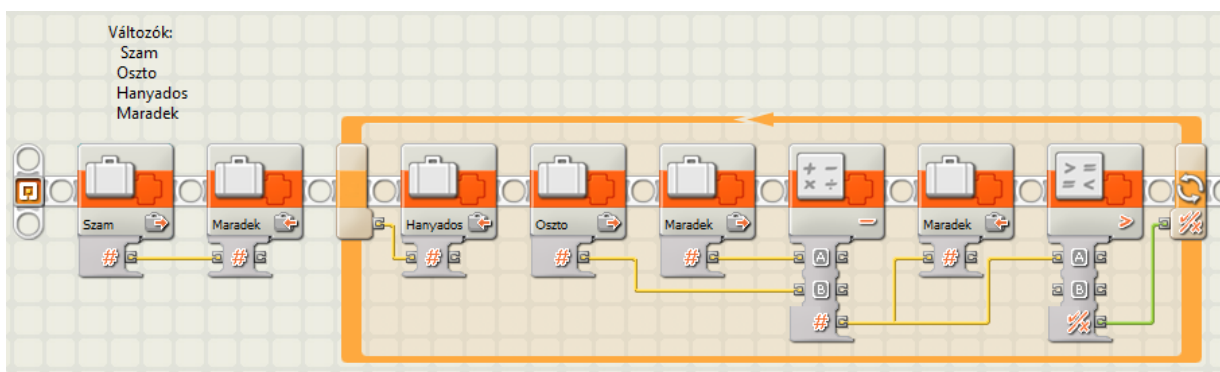 Változók:
Szam
Oszto
Hanyados
Maradek
Szam
Maradek
Hanyados
Oszto
Maradek
+ −
× ÷
−
Maradek
> =
= <
>
# # # # # A A
B B
#